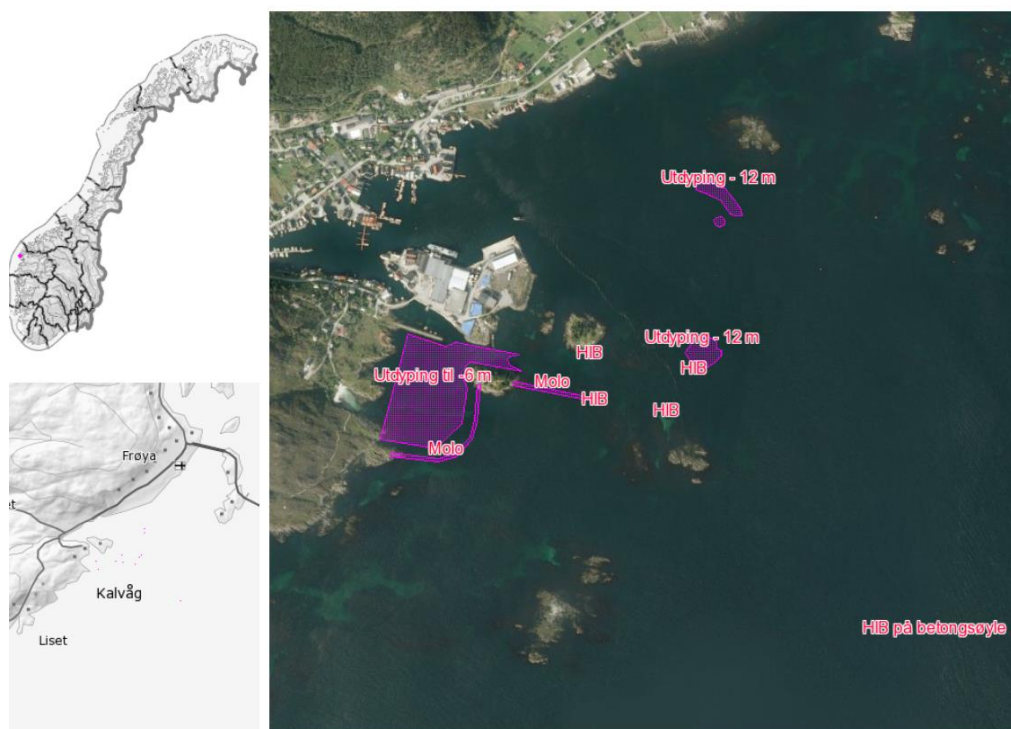 Utdyping - 12 m
Utdyping - 12 m
HIB
HIB
Utdyping til -6 m
Molo
HIB
HIB
Molo
HIB på betongsøyle
Frøya
et
Kalvåg
Liset